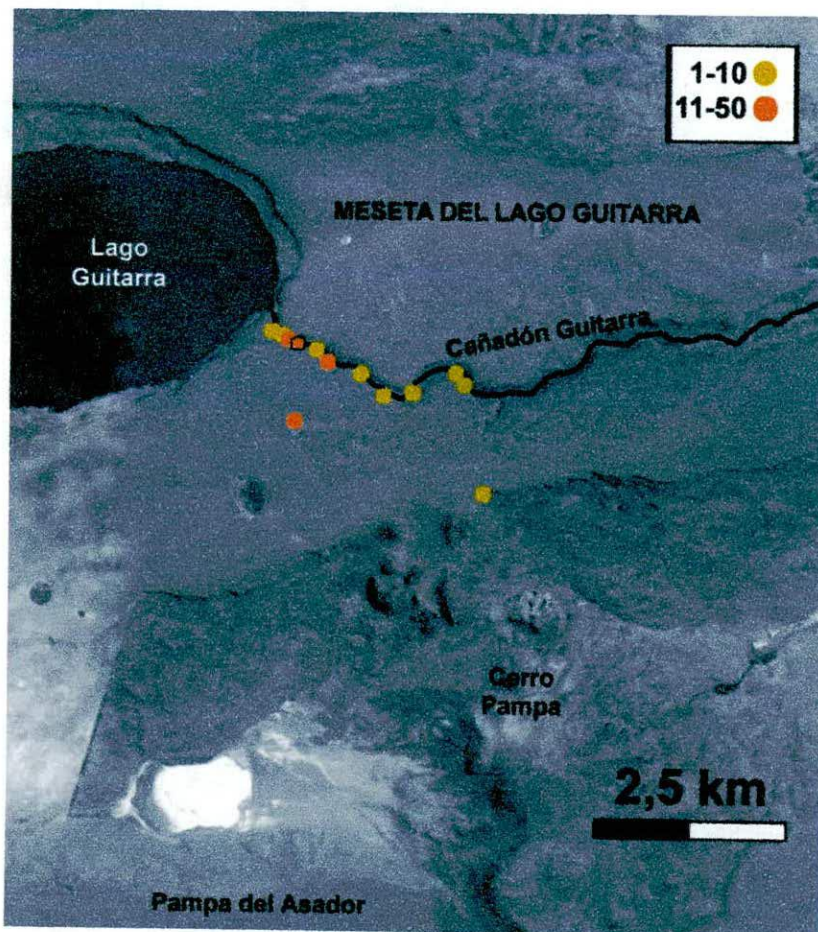 1-10
11-50
MESETA DEL LAGO GUITARRA
Lago
Guitarra
Cañadón Guitarra
Cerro
Pampa
2,5 km
Pampa del Asador